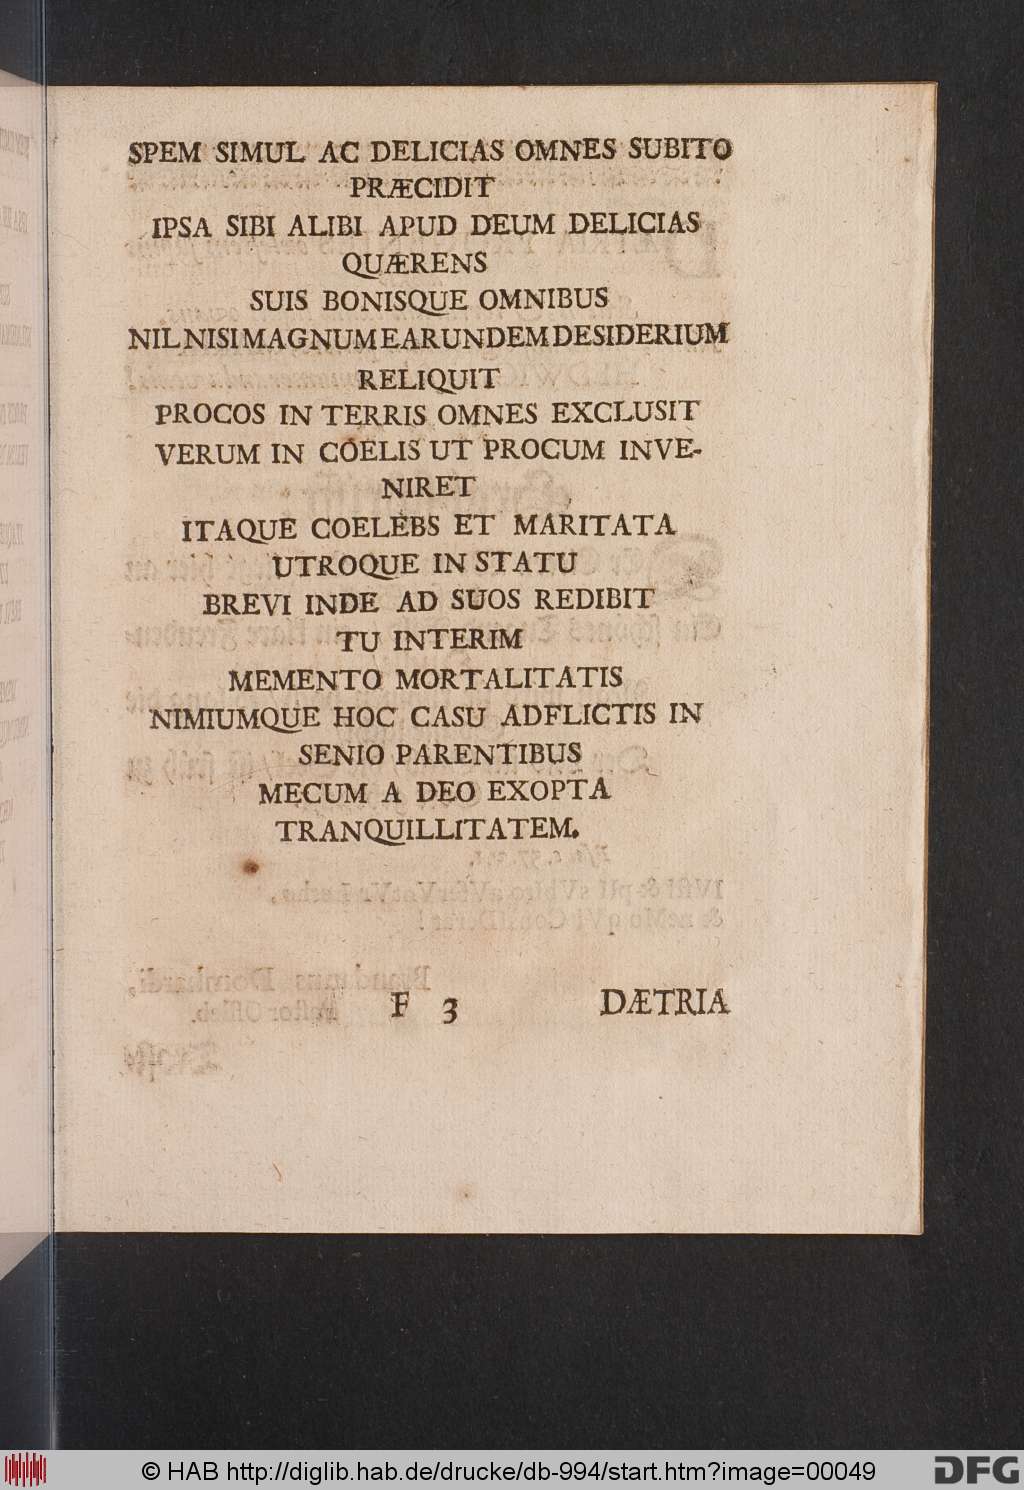 SPEM SIMUL AC DELICIAS OMNES SUBITO
PRÆCIDIT
IPSA SIBI ALIBI APUD DEUM DELICIAS
QUÆRENS
SUIS BONISQUE OMNIBUS
NIL NISI MAGNUM EARUNDEM DESIDERIUM
RELIQUIT
PROCOS IN TERRIS OMNES EXCLUSIT
VERUM IN COELIS UT PROCUM INVE-
NIRET
ITAQUE COELEBS ET MARITATA
UTROQUE IN STATU
BREVI INDE AD SUOS REDIBIT
TU INTERIM
MEMENTO MORTALITATIS
NIMIUMQUE HOC CASU ADFLICTIS IN
SENIO PARENTIBUS
MECUM A DEO EXOPTA
TRANQUILLITATEM.
F 3 DÆTRIA
© HAB http://diglib.hab.de/drucke/db-994/start.htm?image=00049
DFG